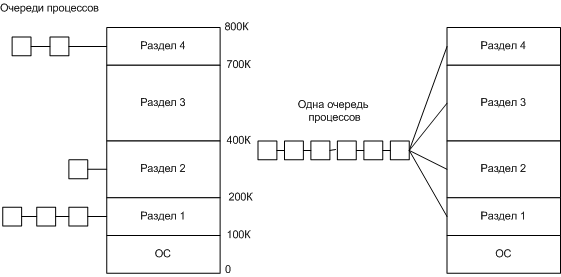 Очереди процессов
800K
Раздел 4
700K
Раздел 3
400K
Раздел 2
200K
Раздел 1
100K
ОС
0
Одна очередь
процессов
Раздел 4
Раздел 3
Раздел 2
Раздел 1
ОС